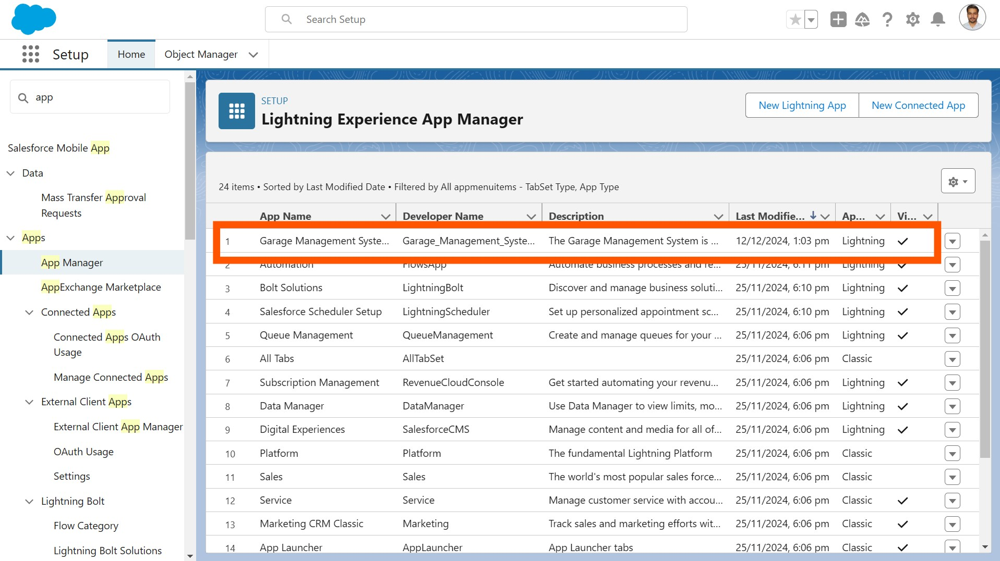 Search Setup
Setup
Home
Object Manager
app
Salesforce Mobile App
Data
Mass Transfer Approval
Requests
Apps
App Manager
AppExchange Marketplace
Connected Apps
Connected Apps OAuth
Usage
Manage Connected Apps
External Client Apps
External Client App Manager
OAuth Usage
Settings
Lightning Bolt
Flow Category
Lightning Bolt Solutions
SETUP
Lightning Experience App Manager
New Lightning App
New Connected App
24 items • Sorted by Last Modified Date • Filtered by All appmenuitems - TabSet Type, App Type
App Name Developer Name Description Last Modifie... Ap... Vi...
1 Garage Management Syste... Garage_Management_Syste... The Garage Management System is ... 12/12/2024, 1:03 pm Lightning
2 Automation FlowsApp Automate business processes and re... 25/11/2024, 6:11 pm Lightning
3 Bolt Solutions LightningBolt Discover and manage business soluti... 25/11/2024, 6:10 pm Lightning
4 Salesforce Scheduler Setup LightningScheduler Set up personalized appointment sc... 25/11/2024, 6:10 pm Lightning
5 Queue Management QueueManagement Create and manage queues for your ... 25/11/2024, 6:06 pm Lightning
6 All Tabs AllTabSet 25/11/2024, 6:06 pm Classic
7 Subscription Management RevenueCloudConsole Get started automating your revenu... 25/11/2024, 6:06 pm Lightning
8 Data Manager DataManager Use Data Manager to view limits, mo... 25/11/2024, 6:06 pm Lightning
9 Digital Experiences SalesforceCMS Manage content and media for all of... 25/11/2024, 6:06 pm Lightning
10 Platform Platform The fundamental Lightning Platform 25/11/2024, 6:06 pm Classic
11 Sales Sales The world's most popular sales force... 25/11/2024, 6:06 pm Classic
12 Service Service Manage customer service with accou... 25/11/2024, 6:06 pm Classic
13 Marketing CRM Classic Marketing Track sales and marketing efforts wit... 25/11/2024, 6:06 pm Classic
14 App Launcher AppLauncher App Launcher tabs 25/11/2024, 6:06 pm Classic